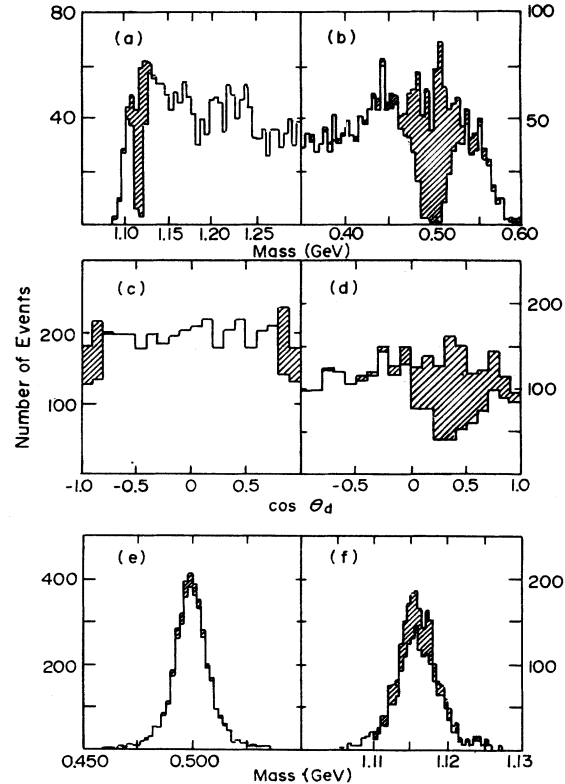 80 (a) (b) 100
40 50
0 0
1.10 1.15 1.20 1.25 0.40 0.50 0.60
Mass (GeV)
Number of Events
(c) (d)
200 200
100 100
-1.0 -0.5 0 0.5 -0.5 0 0.5 1.0
cos θd
(e) (f)
400 200
200 100
0.450 0.500 1.11 1.12 1.13
Mass (GeV)